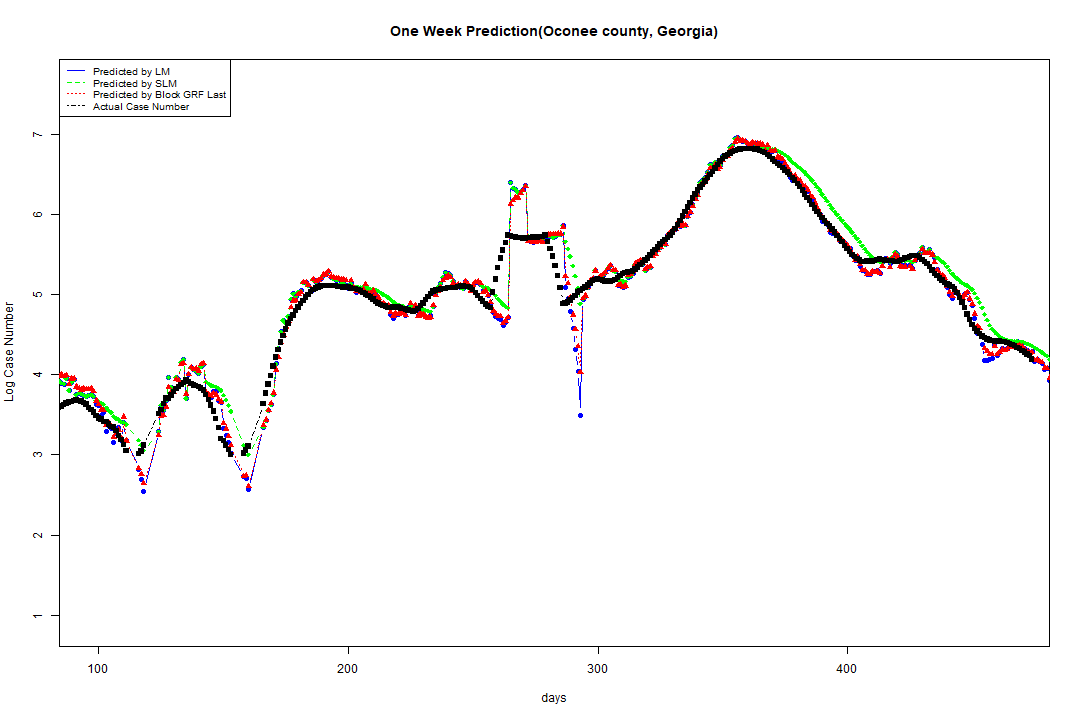 One Week Prediction(Oconee county, Georgia)
Predicted by LM
Predicted by SLM
Predicted by Block GRF Last
Actual Case Number
7
6
5
4
3
2
1
Log Case Number
100 200 300 400
days